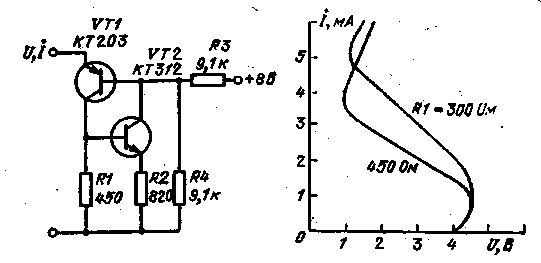 VT1
КТ203
U, i
VT2
КТ312
R3
9,1к
+8В
R1
450
R2
820
R4
9,1к
i, мА
5
4
3
2
1
0
R1 = 300 Ом
450 Ом
1
2
3
4
U, В